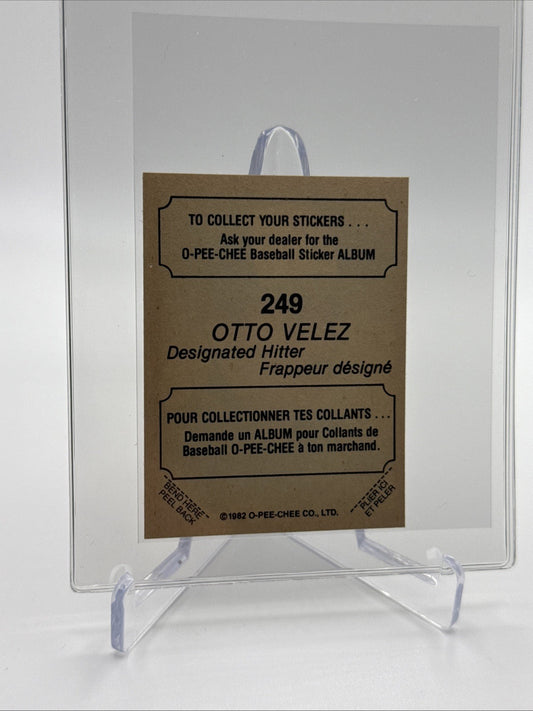 TO COLLECT YOUR STICKERS . . .
Ask your dealer for the
O-PEE-CHEE Baseball Sticker ALBUM
249
OTTO VELEZ
Designated Hitter
Frappeur désigné
POUR COLLECTIONNER TES COLLANTS . . .
Demande un ALBUM pour Collants de
Baseball O-PEE-CHEE à ton marchand.
BEND HERE
PEEL BACK
©1982 O-PEE-CHEE CO., LTD.
PLIER ICI
ET PELER